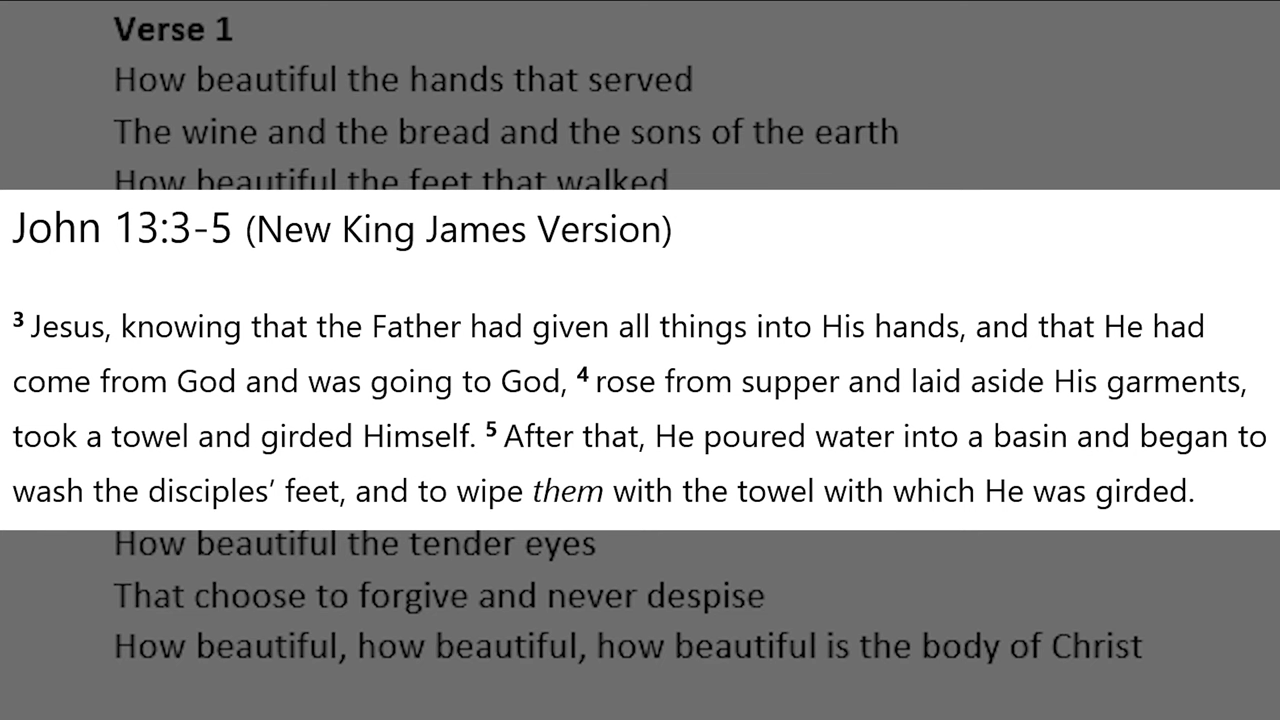 Verse 1
How beautiful the hands that served
The wine and the bread and the sons of the earth
How beautiful the feet that walked
John 13:3-5 (New King James Version)
3 Jesus, knowing that the Father had given all things into His hands, and that He had
come from God and was going to God, 4 rose from supper and laid aside His garments,
took a towel and girded Himself. 5 After that, He poured water into a basin and began to
wash the disciples’ feet, and to wipe them with the towel with which He was girded.
How beautiful the tender eyes
That choose to forgive and never despise
How beautiful, how beautiful, how beautiful is the body of Christ